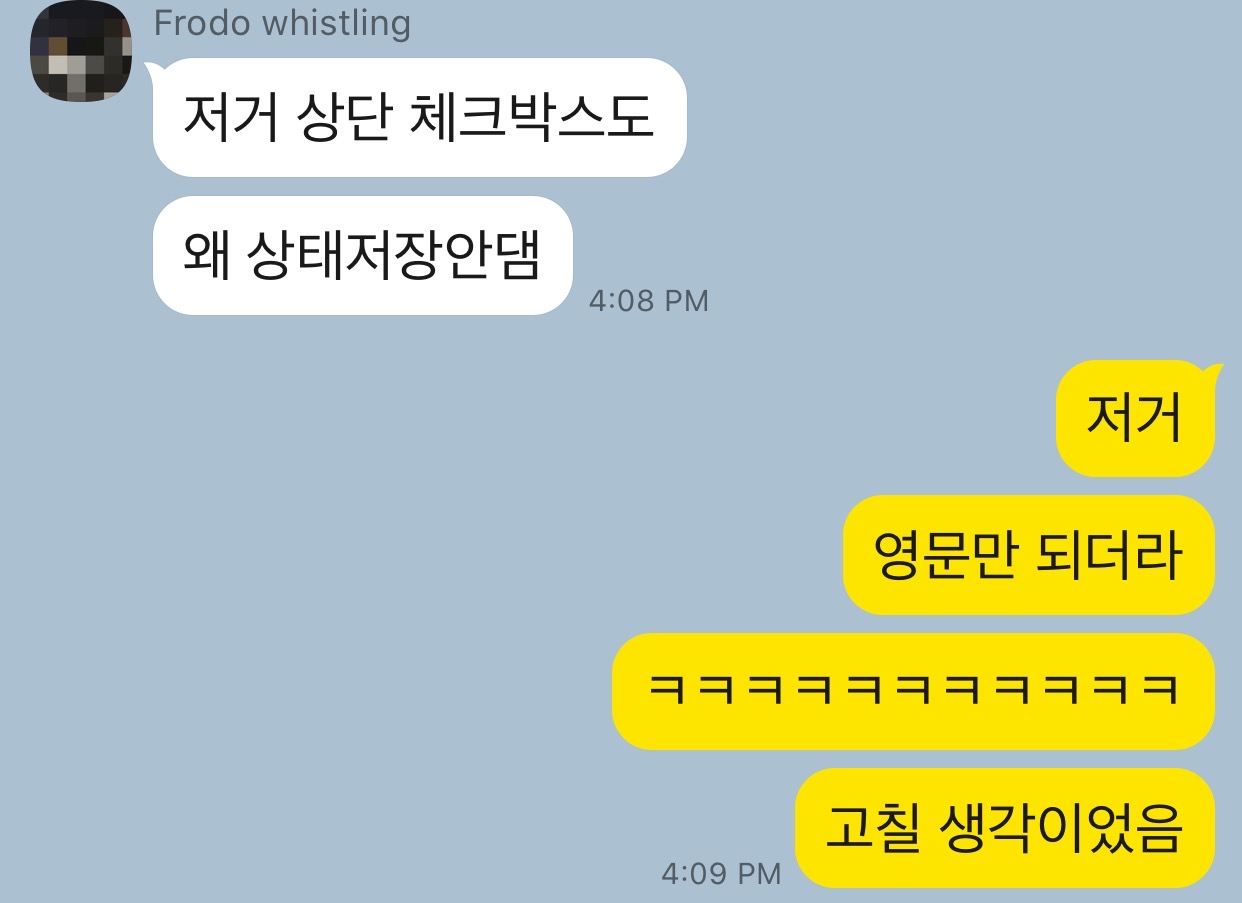 Frodo whistling
저거 상단 체크박스도
왜 상태저장안댐
4:08 PM
저거
영문만 되더라
ㅋㅋㅋㅋㅋㅋㅋㅋㅋㅋㅋ
고칠 생각이었음
4:09 PM